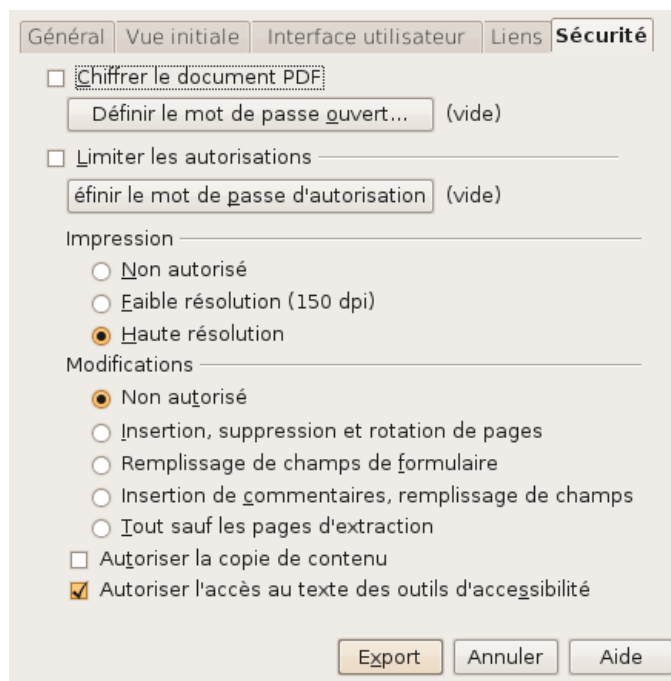 Général Vue initiale Interface utilisateur Liens Sécurité
Chiffrer le document PDF
Définir le mot de passe ouvert... (vide)
Limiter les autorisations
éfinir le mot de passe d'autorisation (vide)
Impression
Non autorisé
Faible résolution (150 dpi)
Haute résolution
Modifications
Non autorisé
Insertion, suppression et rotation de pages
Remplissage de champs de formulaire
Insertion de commentaires, remplissage de champs
Tout sauf les pages d'extraction
Autoriser la copie de contenu
Autoriser l'accès au texte des outils d'accessibilité
Export Annuler Aide